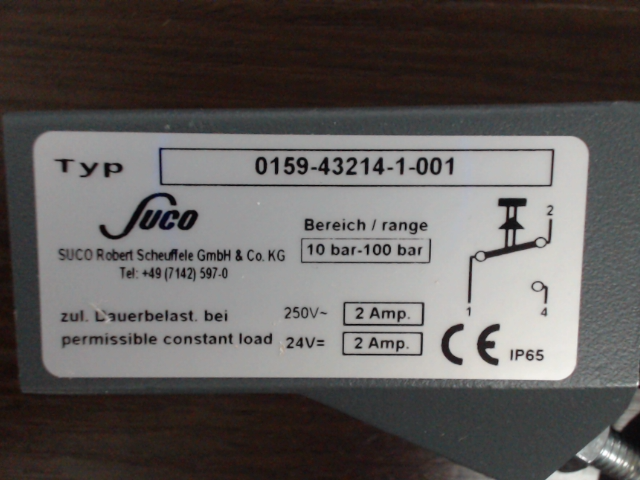 Typ 0159-43214-1-001
Suco
SUCO Robert Scheuffele GmbH & Co. KG
Tel: +49 (7142) 597-0
Bereich / range
10 bar-100 bar
2
1
4
zul. Dauerbelast. bei 250V~ 2 Amp.
permissible constant load 24V= 2 Amp.
CE IP65